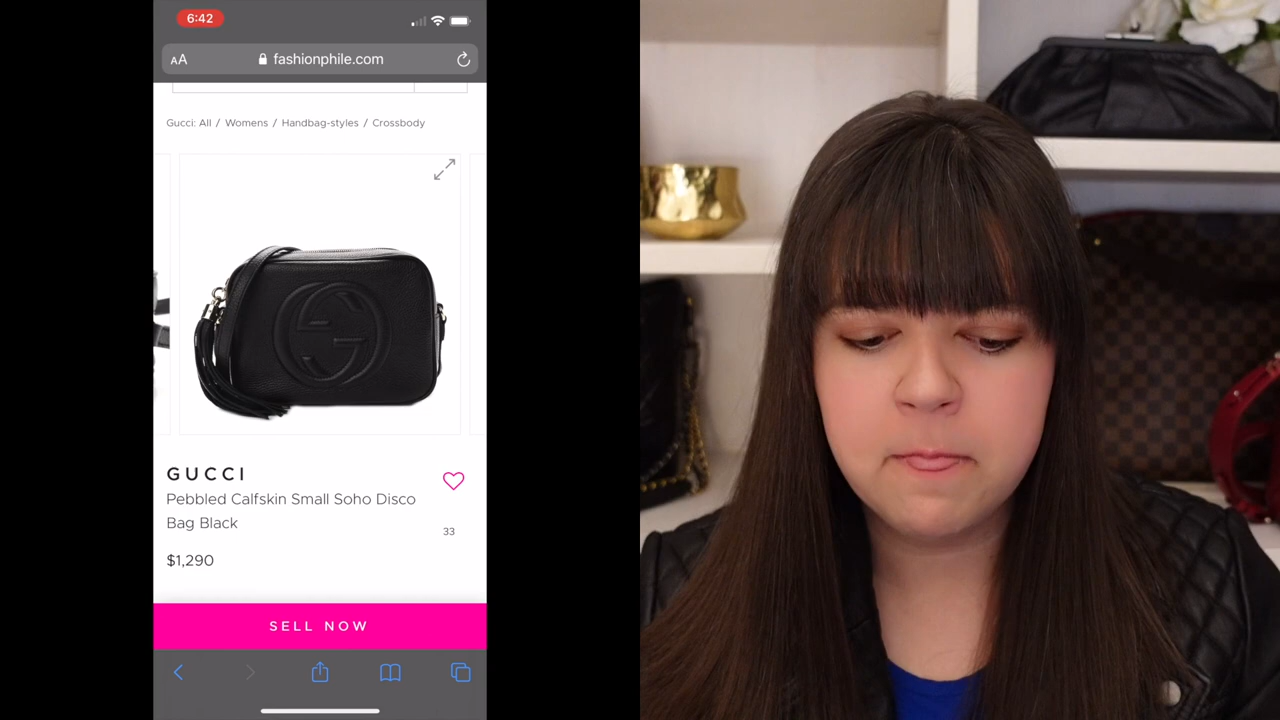 6:42
AA fashionphile.com
Gucci: All / Womens / Handbag-styles / Crossbody
GUCCI
Pebbled Calfskin Small Soho Disco
Bag Black
33
$1,290
SELL NOW